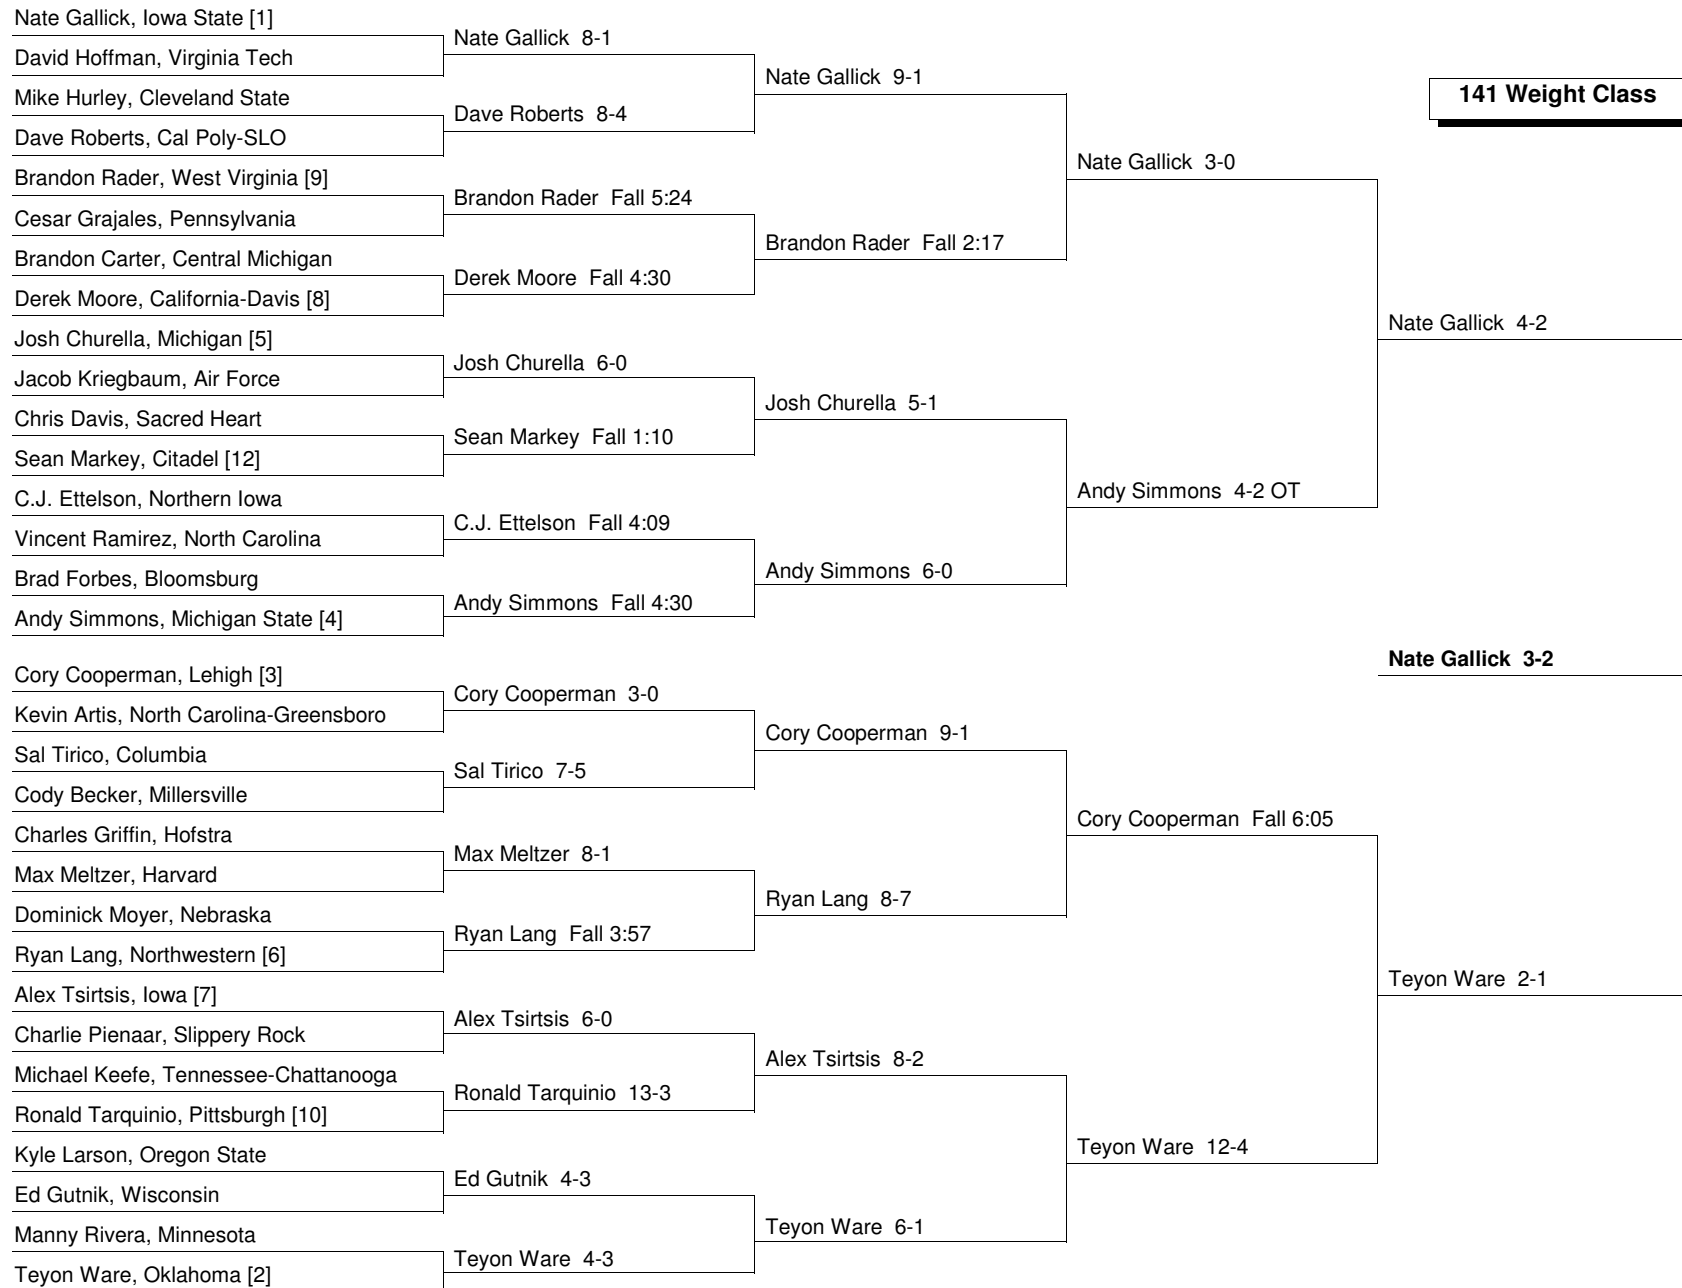 141 Weight Class
Nate Gallick, Iowa State [1]
David Hoffman, Virginia Tech
Mike Hurley, Cleveland State
Dave Roberts, Cal Poly-SLO
Brandon Rader, West Virginia [9]
Cesar Grajales, Pennsylvania
Brandon Carter, Central Michigan
Derek Moore, California-Davis [8]
Josh Churella, Michigan [5]
Jacob Kriegbaum, Air Force
Chris Davis, Sacred Heart
Sean Markey, Citadel [12]
C.J. Ettelson, Northern Iowa
Vincent Ramirez, North Carolina
Brad Forbes, Bloomsburg
Andy Simmons, Michigan State [4]
Cory Cooperman, Lehigh [3]
Kevin Artis, North Carolina-Greensboro
Sal Tirico, Columbia
Cody Becker, Millersville
Charles Griffin, Hofstra
Max Meltzer, Harvard
Dominick Moyer, Nebraska
Ryan Lang, Northwestern [6]
Alex Tsirtsis, Iowa [7]
Charlie Pienaar, Slippery Rock
Michael Keefe, Tennessee-Chattanooga
Ronald Tarquinio, Pittsburgh [10]
Kyle Larson, Oregon State
Ed Gutnik, Wisconsin
Manny Rivera, Minnesota
Teyon Ware, Oklahoma [2]
Nate Gallick 8-1
Dave Roberts 8-4
Brandon Rader Fall 5:24
Derek Moore Fall 4:30
Josh Churella 6-0
Sean Markey Fall 1:10
C.J. Ettelson Fall 4:09
Andy Simmons Fall 4:30
Cory Cooperman 3-0
Sal Tirico 7-5
Max Meltzer 8-1
Ryan Lang Fall 3:57
Alex Tsirtsis 6-0
Ronald Tarquinio 13-3
Ed Gutnik 4-3
Teyon Ware 4-3
Nate Gallick 9-1
Brandon Rader Fall 2:17
Josh Churella 5-1
Andy Simmons 6-0
Cory Cooperman 9-1
Ryan Lang 8-7
Alex Tsirtsis 8-2
Teyon Ware 6-1
Nate Gallick 3-0
Andy Simmons 4-2 OT
Cory Cooperman Fall 6:05
Teyon Ware 12-4
Nate Gallick 4-2
Teyon Ware 2-1
Nate Gallick 3-2